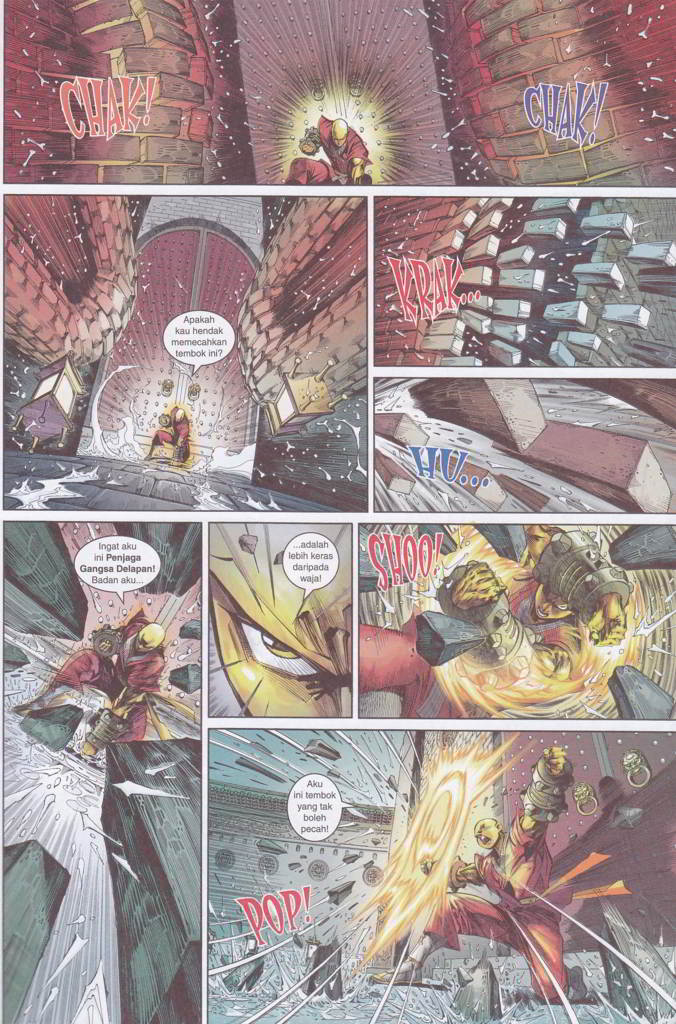 CHAK!
CHAK!
Apakah
kau hendak
memecahkan
tembok ini?
KRAK...
HU...
Ingat aku
ini Penjaga
Gangsa Delapan!
Badan aku...
...adalah
lebih keras
daripada
waja!
SHOO!
Aku
ini tembok
yang tak
boleh
pecah!
POP!